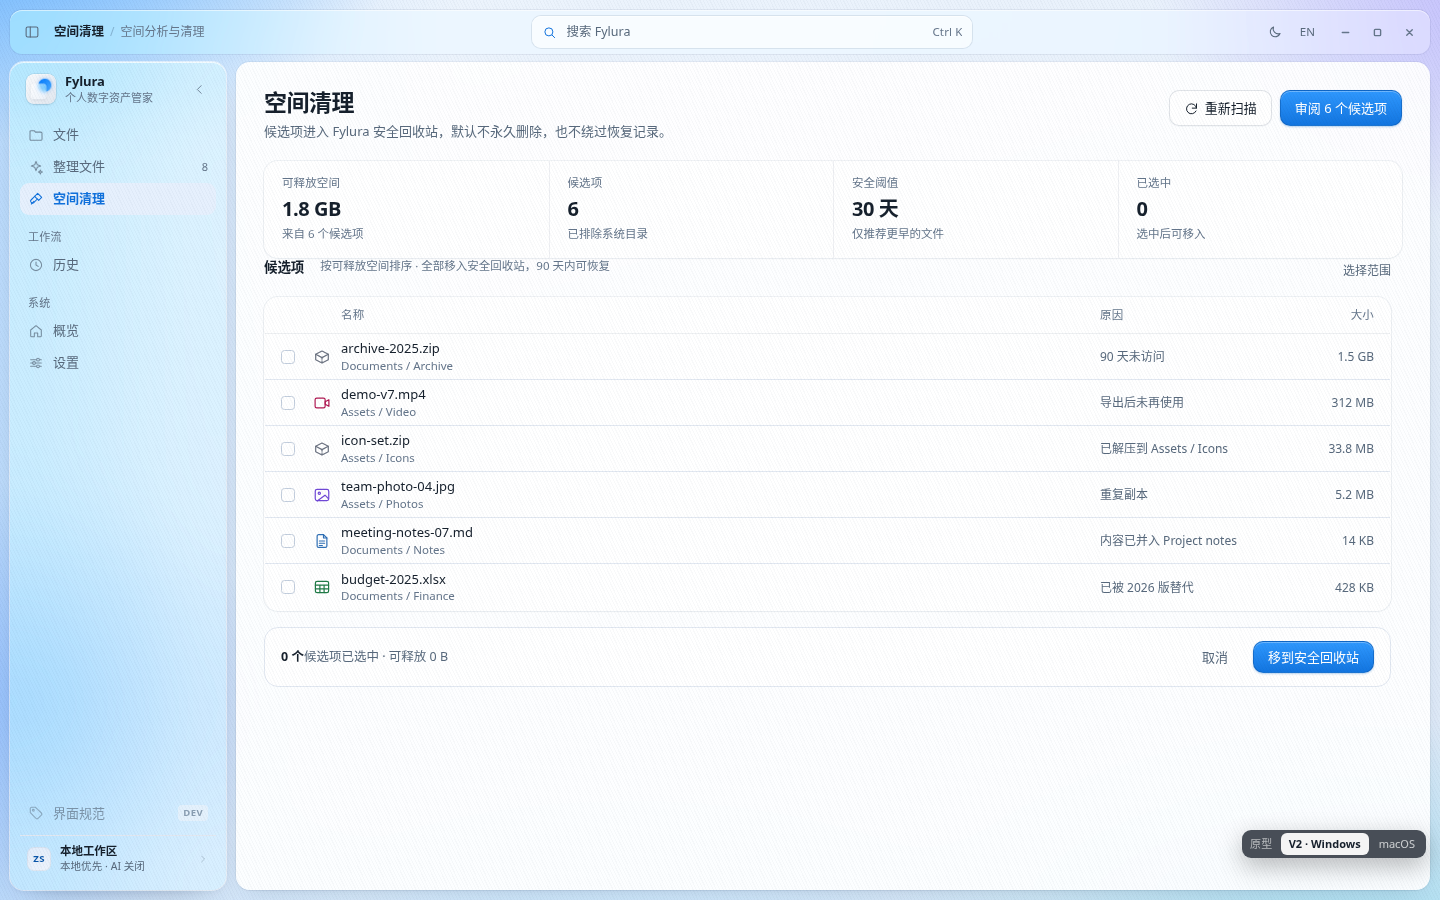 空间清理 / 空间分析与清理
搜索 Fylura
Ctrl K
EN
Fylura
个人数字资产管家
文件
整理文件 8
空间清理
工作流
历史
系统
概览
设置
界面规范 DEV
ZS
本地工作区
本地优先 · AI 关闭
空间清理
候选项进入 Fylura 安全回收站，默认不永久删除，也不绕过恢复记录。
重新扫描
审阅 6 个候选项
可释放空间
1.8 GB
来自 6 个候选项
候选项
6
已排除系统目录
安全阈值
30 天
仅推荐更早的文件
已选中
0
选中后可移入
候选项 按可释放空间排序 · 全部移入安全回收站，90 天内可恢复
选择范围
名称 原因 大小
archive-2025.zip
Documents / Archive
90 天未访问
1.5 GB
demo-v7.mp4
Assets / Video
导出后未再使用
312 MB
icon-set.zip
Assets / Icons
已解压到 Assets / Icons
33.8 MB
team-photo-04.jpg
Assets / Photos
重复副本
5.2 MB
meeting-notes-07.md
Documents / Notes
内容已并入 Project notes
14 KB
budget-2025.xlsx
Documents / Finance
已被 2026 版替代
428 KB
0 个候选项已选中 · 可释放 0 B
取消
移到安全回收站
原型 V2 · Windows macOS